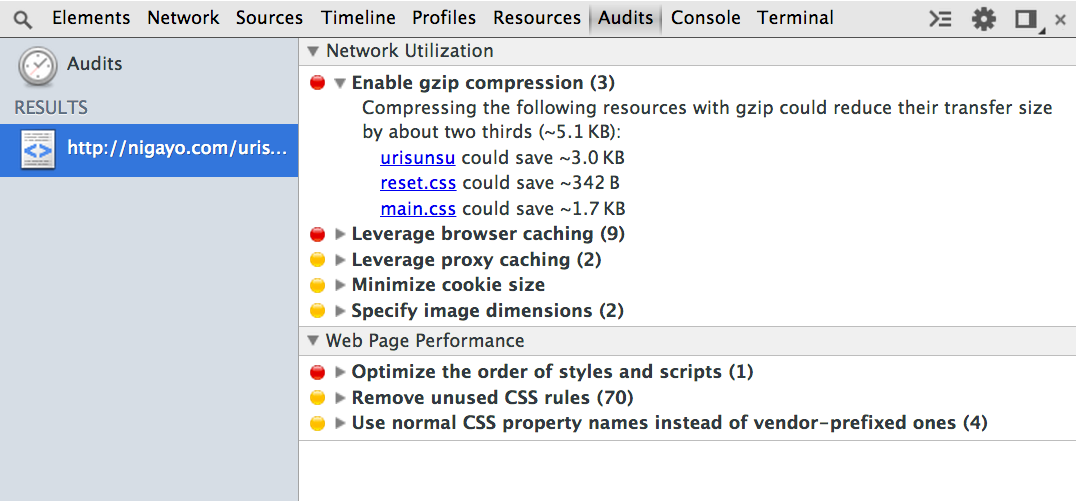 Elements Network Sources Timeline Profiles Resources Audits Console Terminal
Audits
RESULTS
http://nigayo.com/uris...
Network Utilization
Enable gzip compression (3)
Compressing the following resources with gzip could reduce their transfer size
by about two thirds (~5.1 KB):
urisunsu could save ~3.0 KB
reset.css could save ~342 B
main.css could save ~1.7 KB
Leverage browser caching (9)
Leverage proxy caching (2)
Minimize cookie size
Specify image dimensions (2)
Web Page Performance
Optimize the order of styles and scripts (1)
Remove unused CSS rules (70)
Use normal CSS property names instead of vendor-prefixed ones (4)